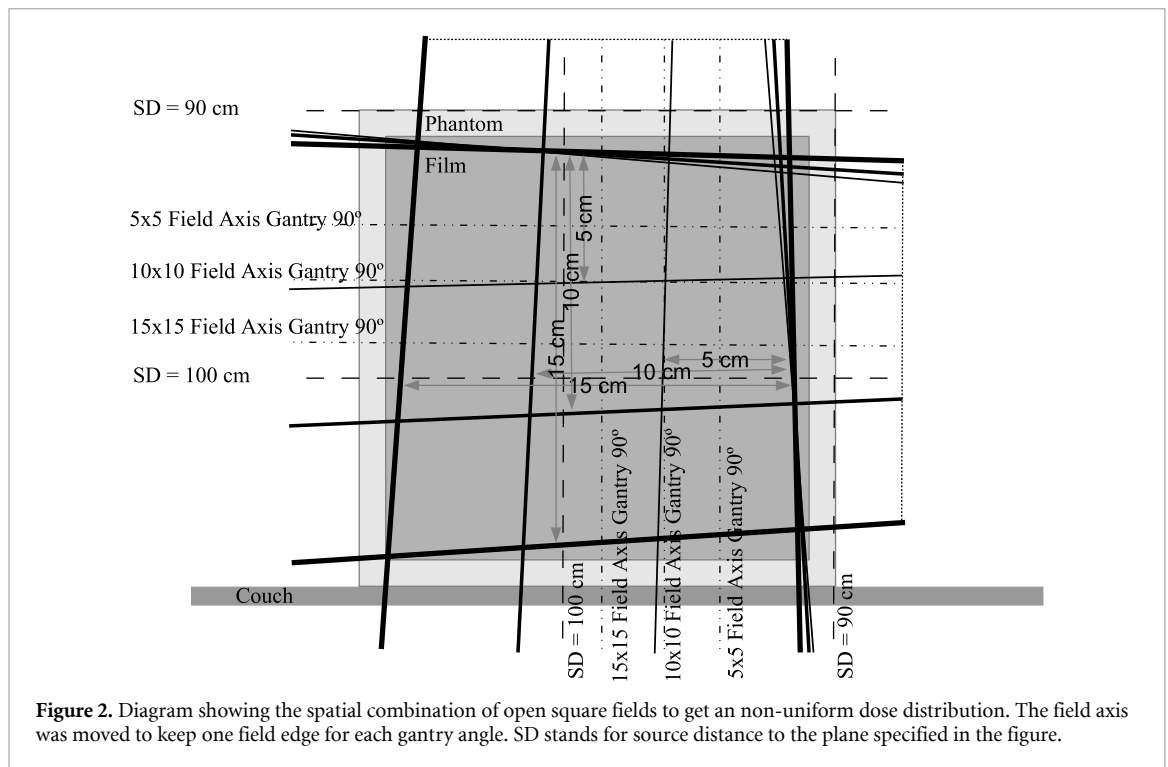 SD = 90 cm
Phantom
Film
5x5 Field Axis Gantry 90º
5 cm
10x10 Field Axis Gantry 90º
10 cm
15x15 Field Axis Gantry 90º
15 cm
5 cm
SD = 100 cm
10 cm
15 cm
Couch
SD = 100 cm
15x15 Field Axis Gantry 90º
10x10 Field Axis Gantry 90º
5x5 Field Axis Gantry 90º
SD = 90 cm
Figure 2. Diagram showing the spatial combination of open square fields to get an non-uniform dose distribution. The field axis
was moved to keep one field edge for each gantry angle. SD stands for source distance to the plane specified in the figure.